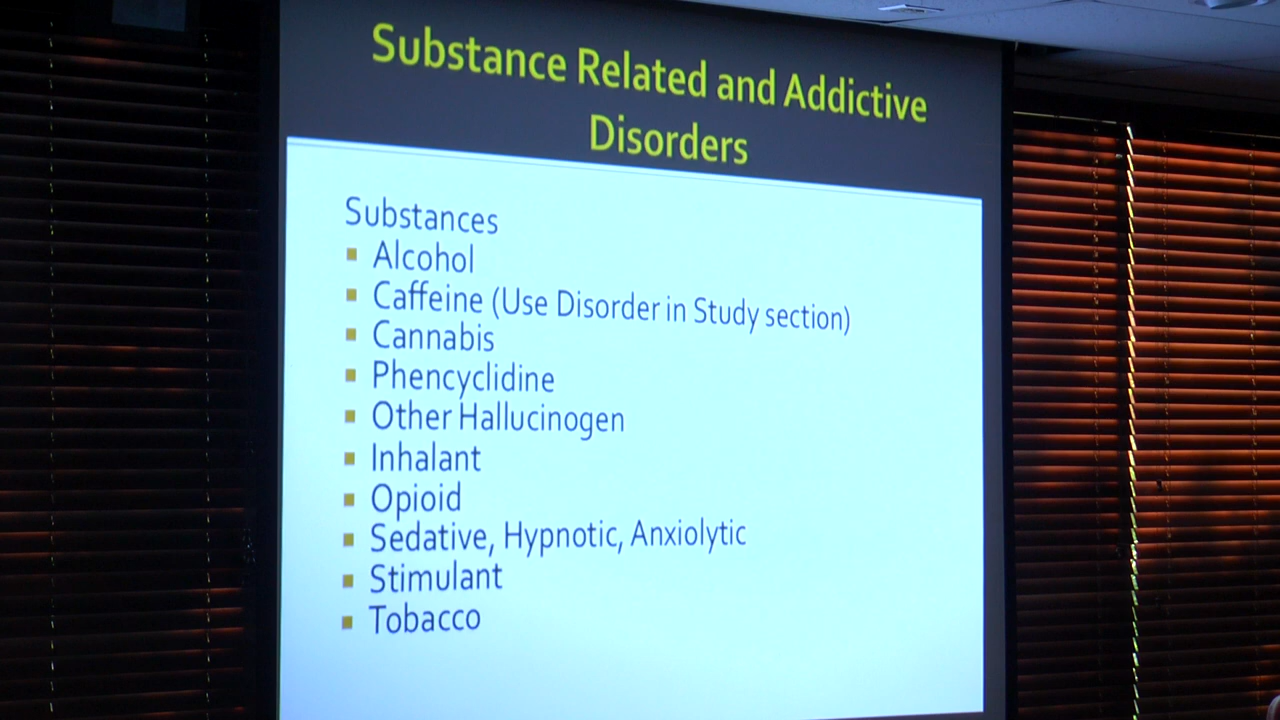 Substance Related and Addictive
Disorders
Substances
Alcohol
Caffeine (Use Disorder in Study section)
Cannabis
Phencyclidine
Other Hallucinogen
Inhalant
Opioid
Sedative, Hypnotic, Anxiolytic
Stimulant
Tobacco